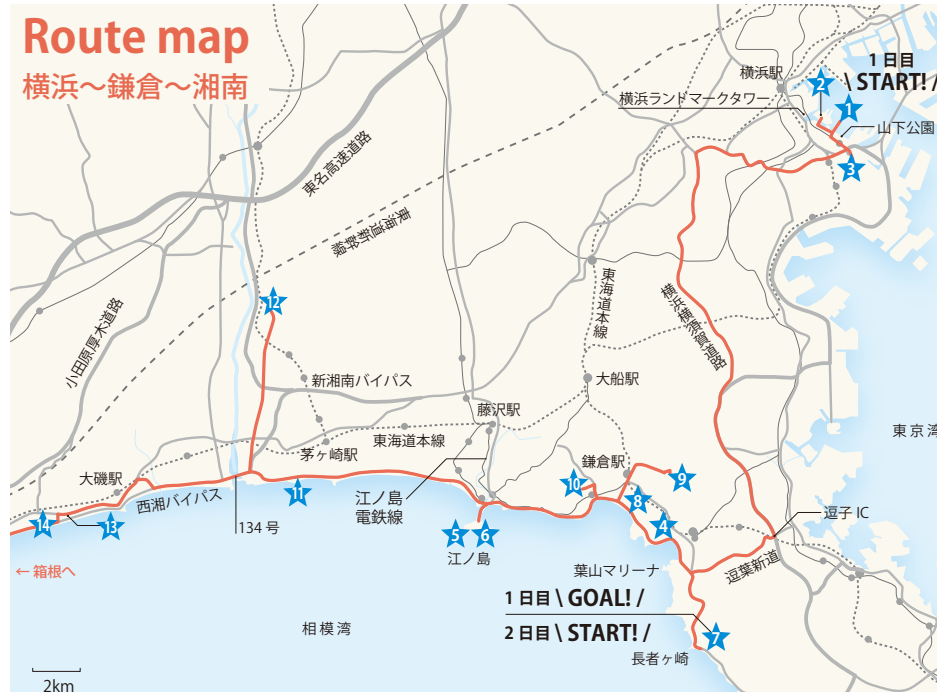 Route map
横浜～鎌倉～湘南
1日目
\ START! /
横浜駅
横浜ランドマークタワー
2
1
山下公園
3
東名高速道路
東海道新幹線
小田原厚木道路
12
東海道本線
横浜横須賀道路
新湘南バイパス
大船駅
藤沢駅
東海道本線
茅ヶ崎駅
東京湾
大磯駅
西湘バイパス
鎌倉駅
10
9
8
4
11
江ノ島
電鉄線
14
13
134号
5
6
江ノ島
逗子 IC
逗葉新道
← 箱根へ
葉山マリーナ
1日目 \ GOAL! /
2日目 \ START! /
7
長者ヶ崎
相模湾
2km